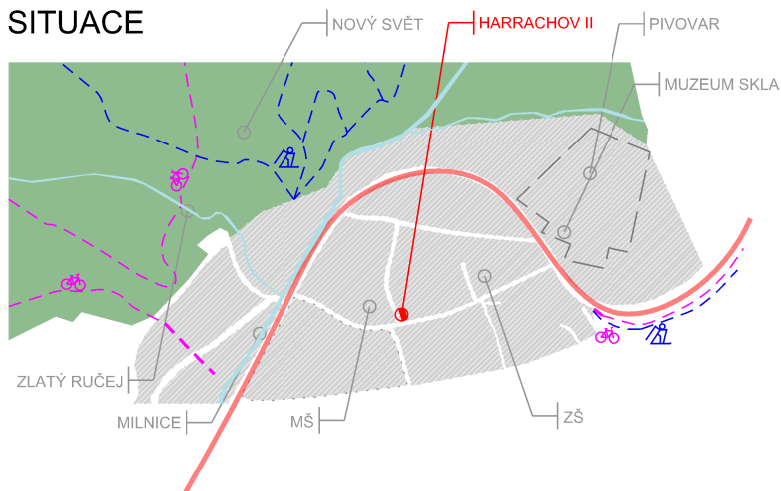 SITUACE
NOVÝ SVĚT
HARRACHOV II
PIVOVAR
MUZEUM SKLA
ZLATÝ RUČEJ
MILNICE
MŠ
ZŠ